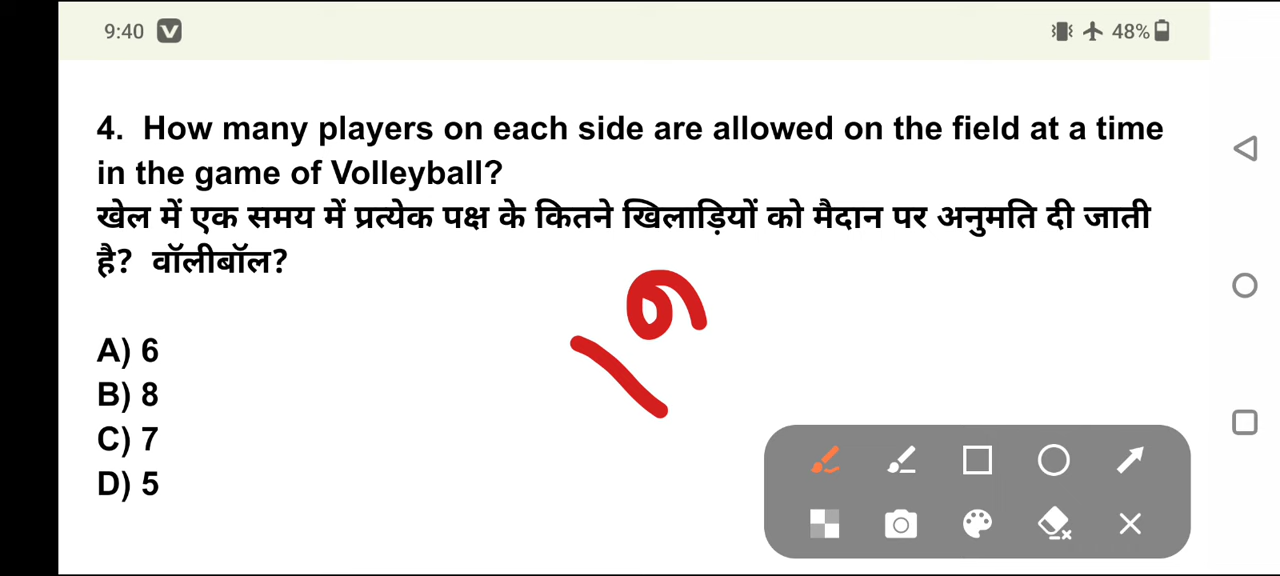 9:40 V 48%
4. How many players on each side are allowed on the field at a time
in the game of Volleyball?
खेल में एक समय में प्रत्येक पक्ष के कितने खिलाड़ियों को मैदान पर अनुमति दी जाती
है? वॉलीबॉल?
A) 6
B) 8
C) 7
D) 5